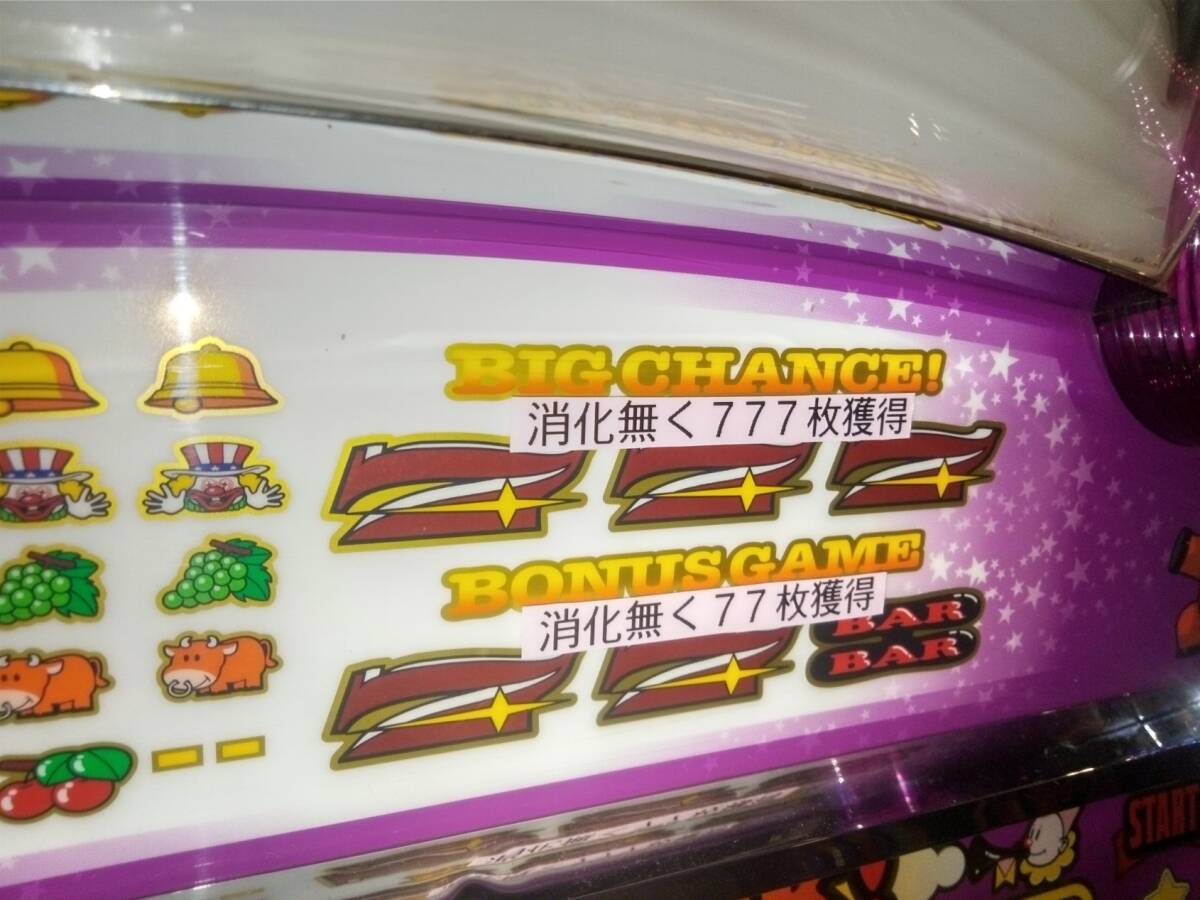 BIG CHANCE!
消化無く777枚獲得
BONUS GAME
消化無く77枚獲得
BAR
BAR
START